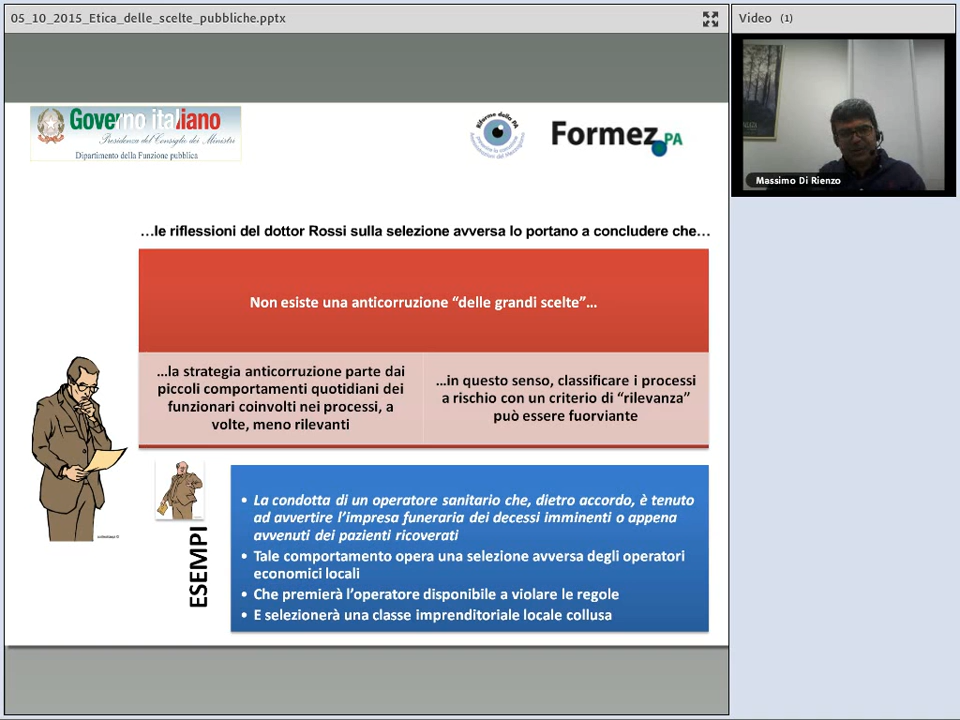 05_10_2015_Etica_delle_scelte_pubbliche.pptx
Video (1)
Governo italiano
Presidenza del Consiglio dei Ministri
Dipartimento della Funzione pubblica
Riforma della PA
Formez PA
Massimo Di Rienzo
…le riflessioni del dottor Rossi sulla selezione avversa lo portano a concludere che…
Non esiste una anticorruzione “delle grandi scelte”…
…la strategia anticorruzione parte dai
piccoli comportamenti quotidiani dei
funzionari coinvolti nei processi, a
volte, meno rilevanti
…in questo senso, classificare i processi
a rischio con un criterio di “rilevanza”
può essere fuorviante
ESEMPI
• La condotta di un operatore sanitario che, dietro accordo, è tenuto
ad avvertire l’impresa funeraria dei decessi imminenti o appena
avvenuti dei pazienti ricoverati
• Tale comportamento opera una selezione avversa degli operatori
economici locali
• Che premierà l’operatore disponibile a violare le regole
• E selezionerà una classe imprenditoriale locale collusa